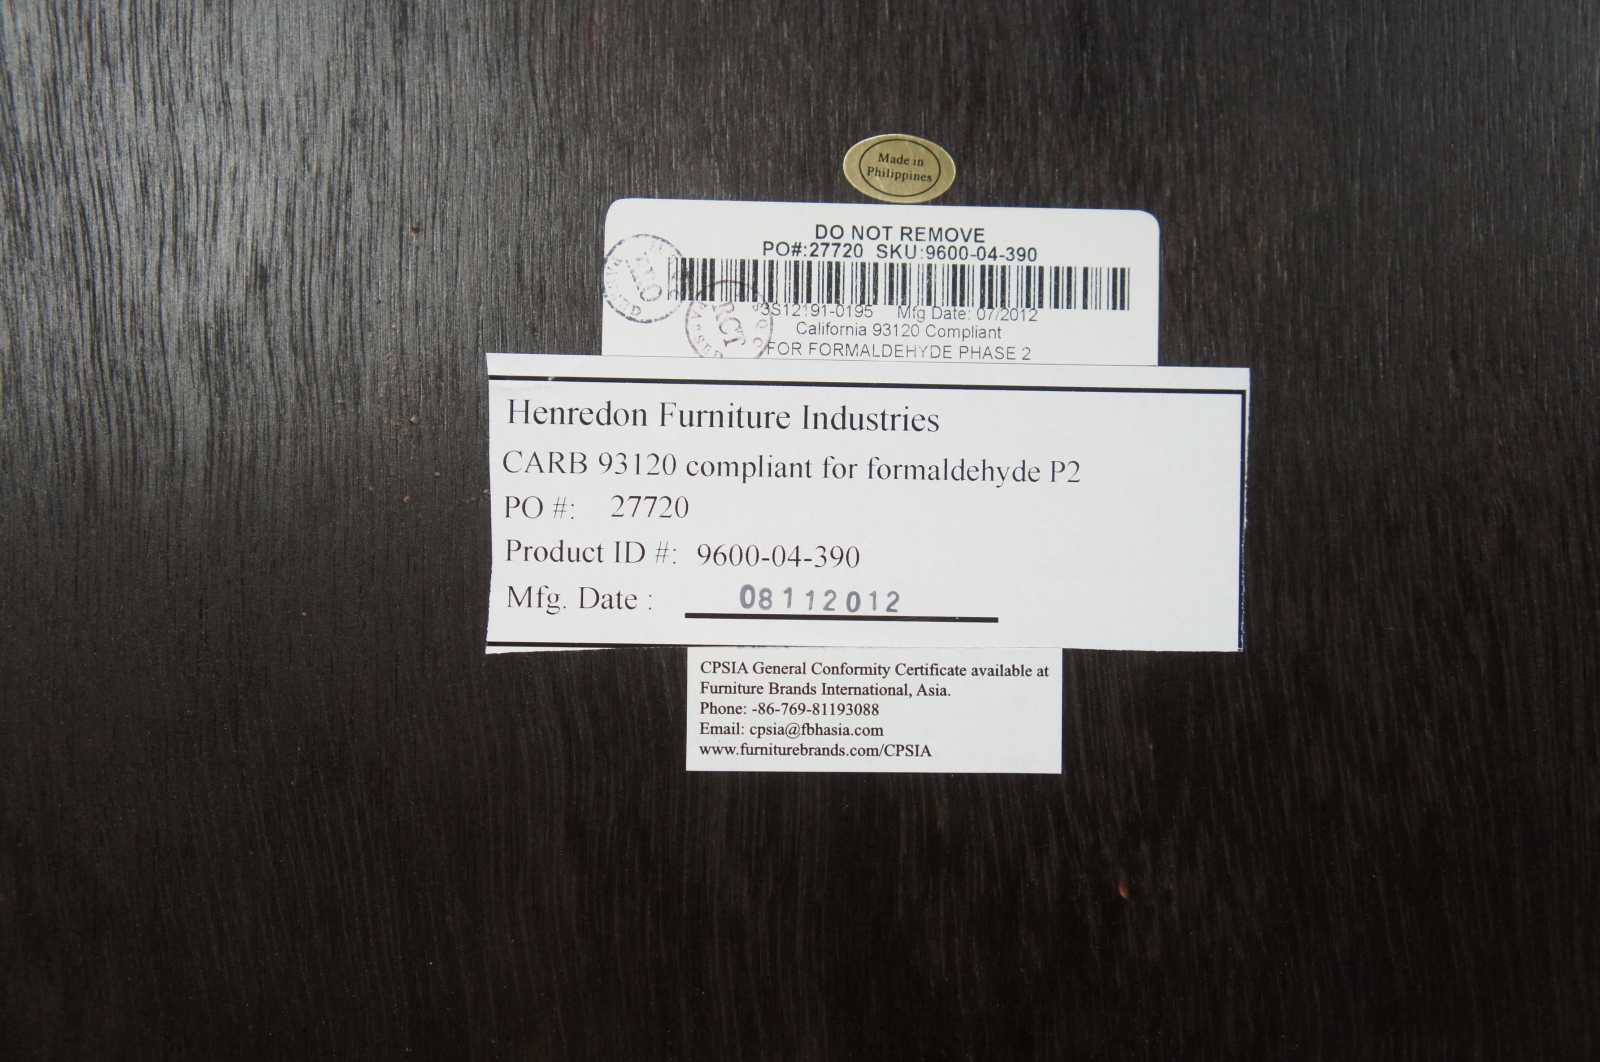 Made in
Philippines
DO NOT REMOVE
PO#:27720 SKU:9600-04-390
3S12191-0195 Mfg Date: 07/2012
California 93120 Compliant
FOR FORMALDEHYDE PHASE 2
RCT
Henredon Furniture Industries
CARB 93120 compliant for formaldehyde P2
PO #: 27720
Product ID #: 9600-04-390
Mfg. Date : 08112012
CPSIA General Conformity Certificate available at
Furniture Brands International, Asia.
Phone: -86-769-81193088
Email: cpsia@fbhasia.com
www.furniturebrands.com/CPSIA